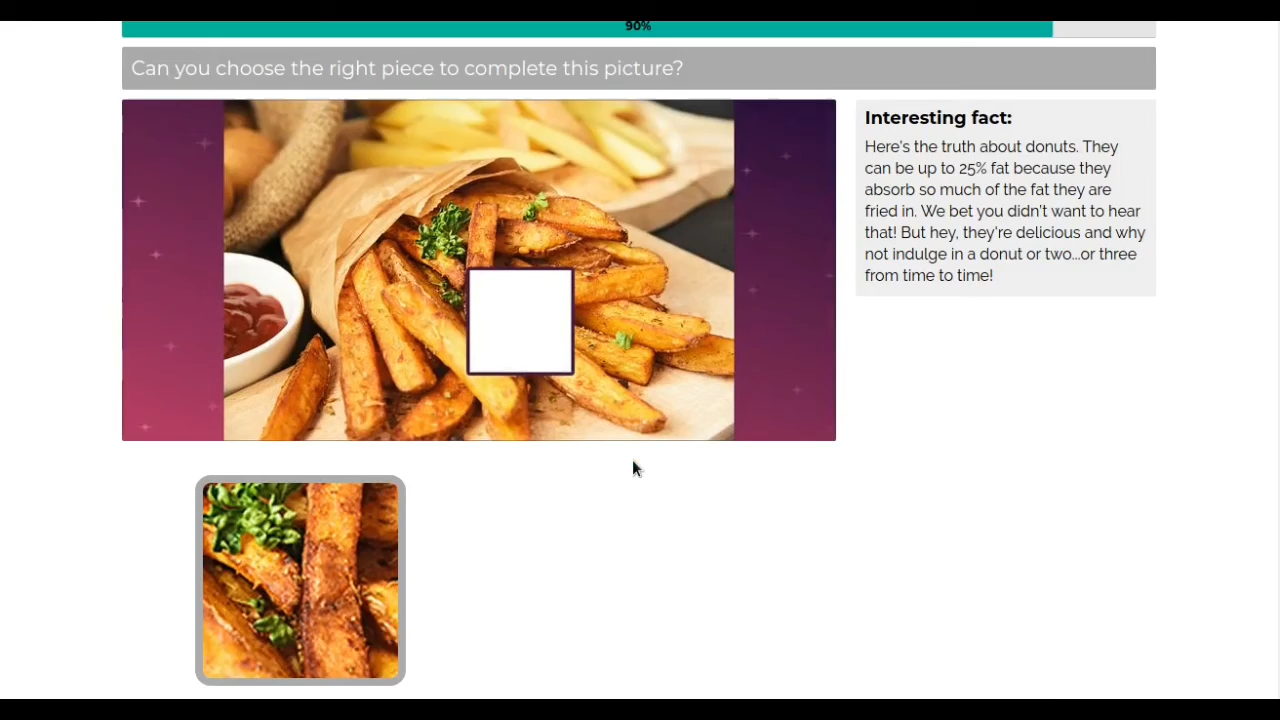 90%
Can you choose the right piece to complete this picture?
Interesting fact:
Here's the truth about donuts. They
can be up to 25% fat because they
absorb so much of the fat they are
fried in. We bet you didn't want to hear
that! But hey, they're delicious and why
not indulge in a donut or two...or three
from time to time!